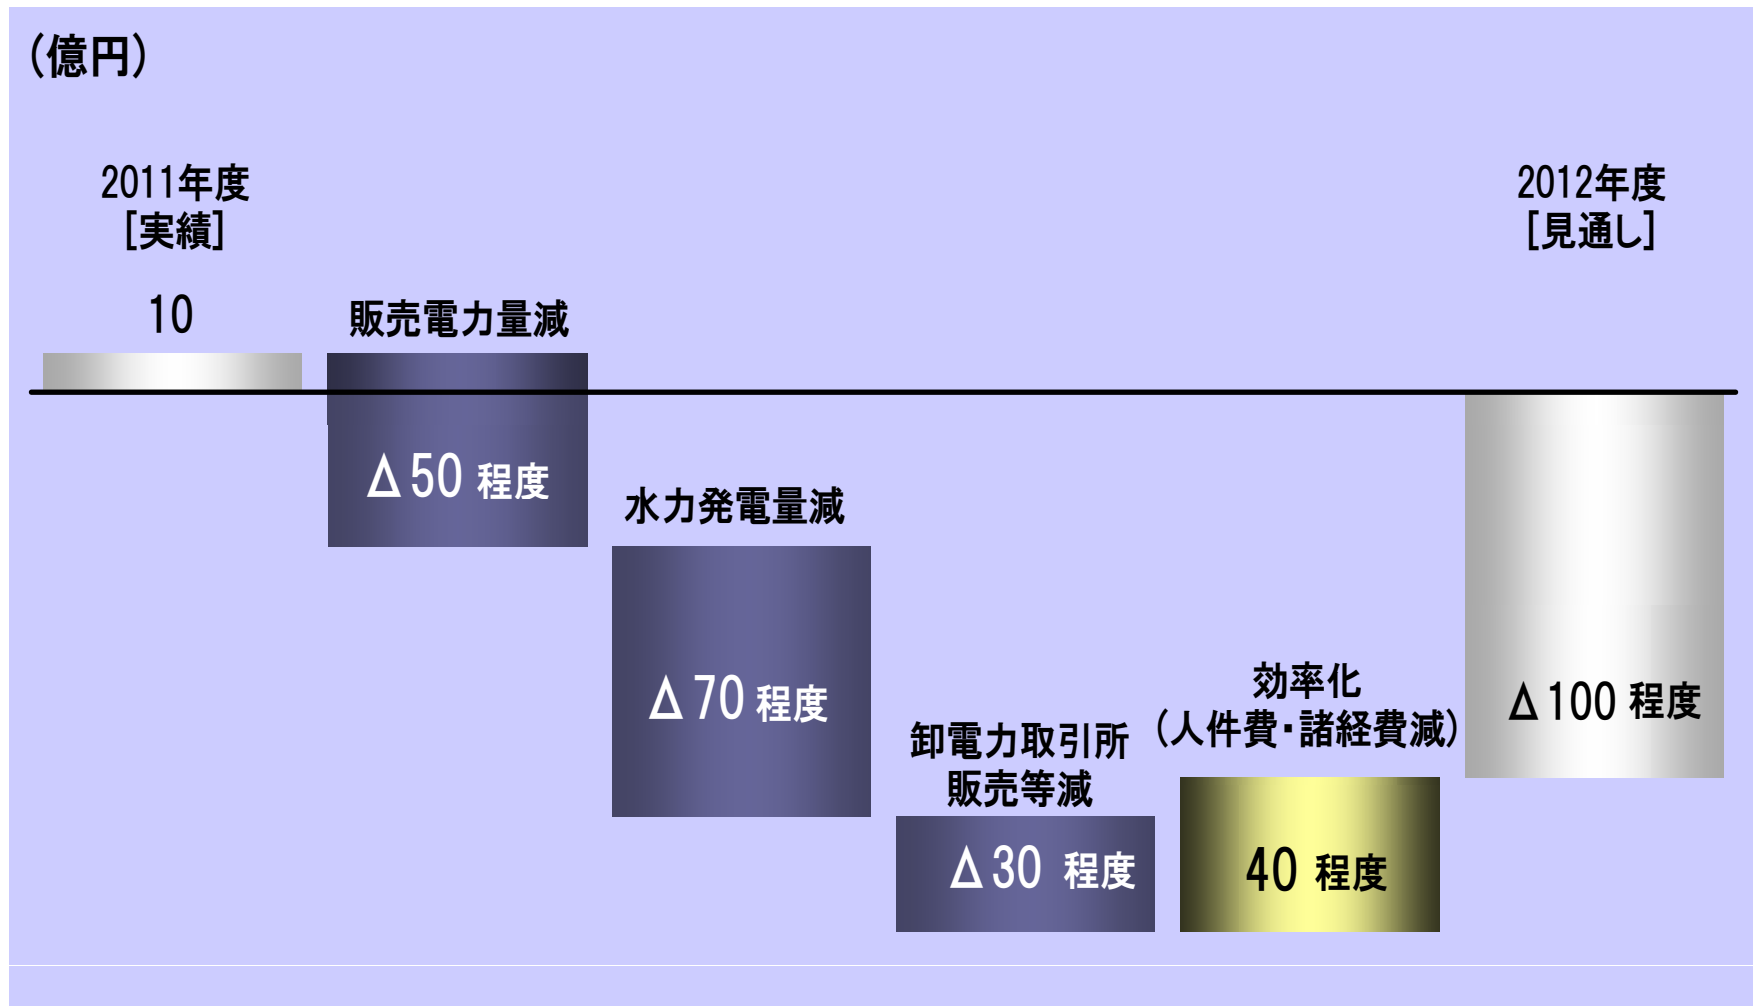 (億円)
2011年度
[実績]
10
販売電力量減
Δ50 程度
水力発電量減
Δ70 程度
卸電力取引所
販売等減
Δ30 程度
効率化
(人件費・諸経費減)
40 程度
2012年度
[見通し]
Δ100 程度